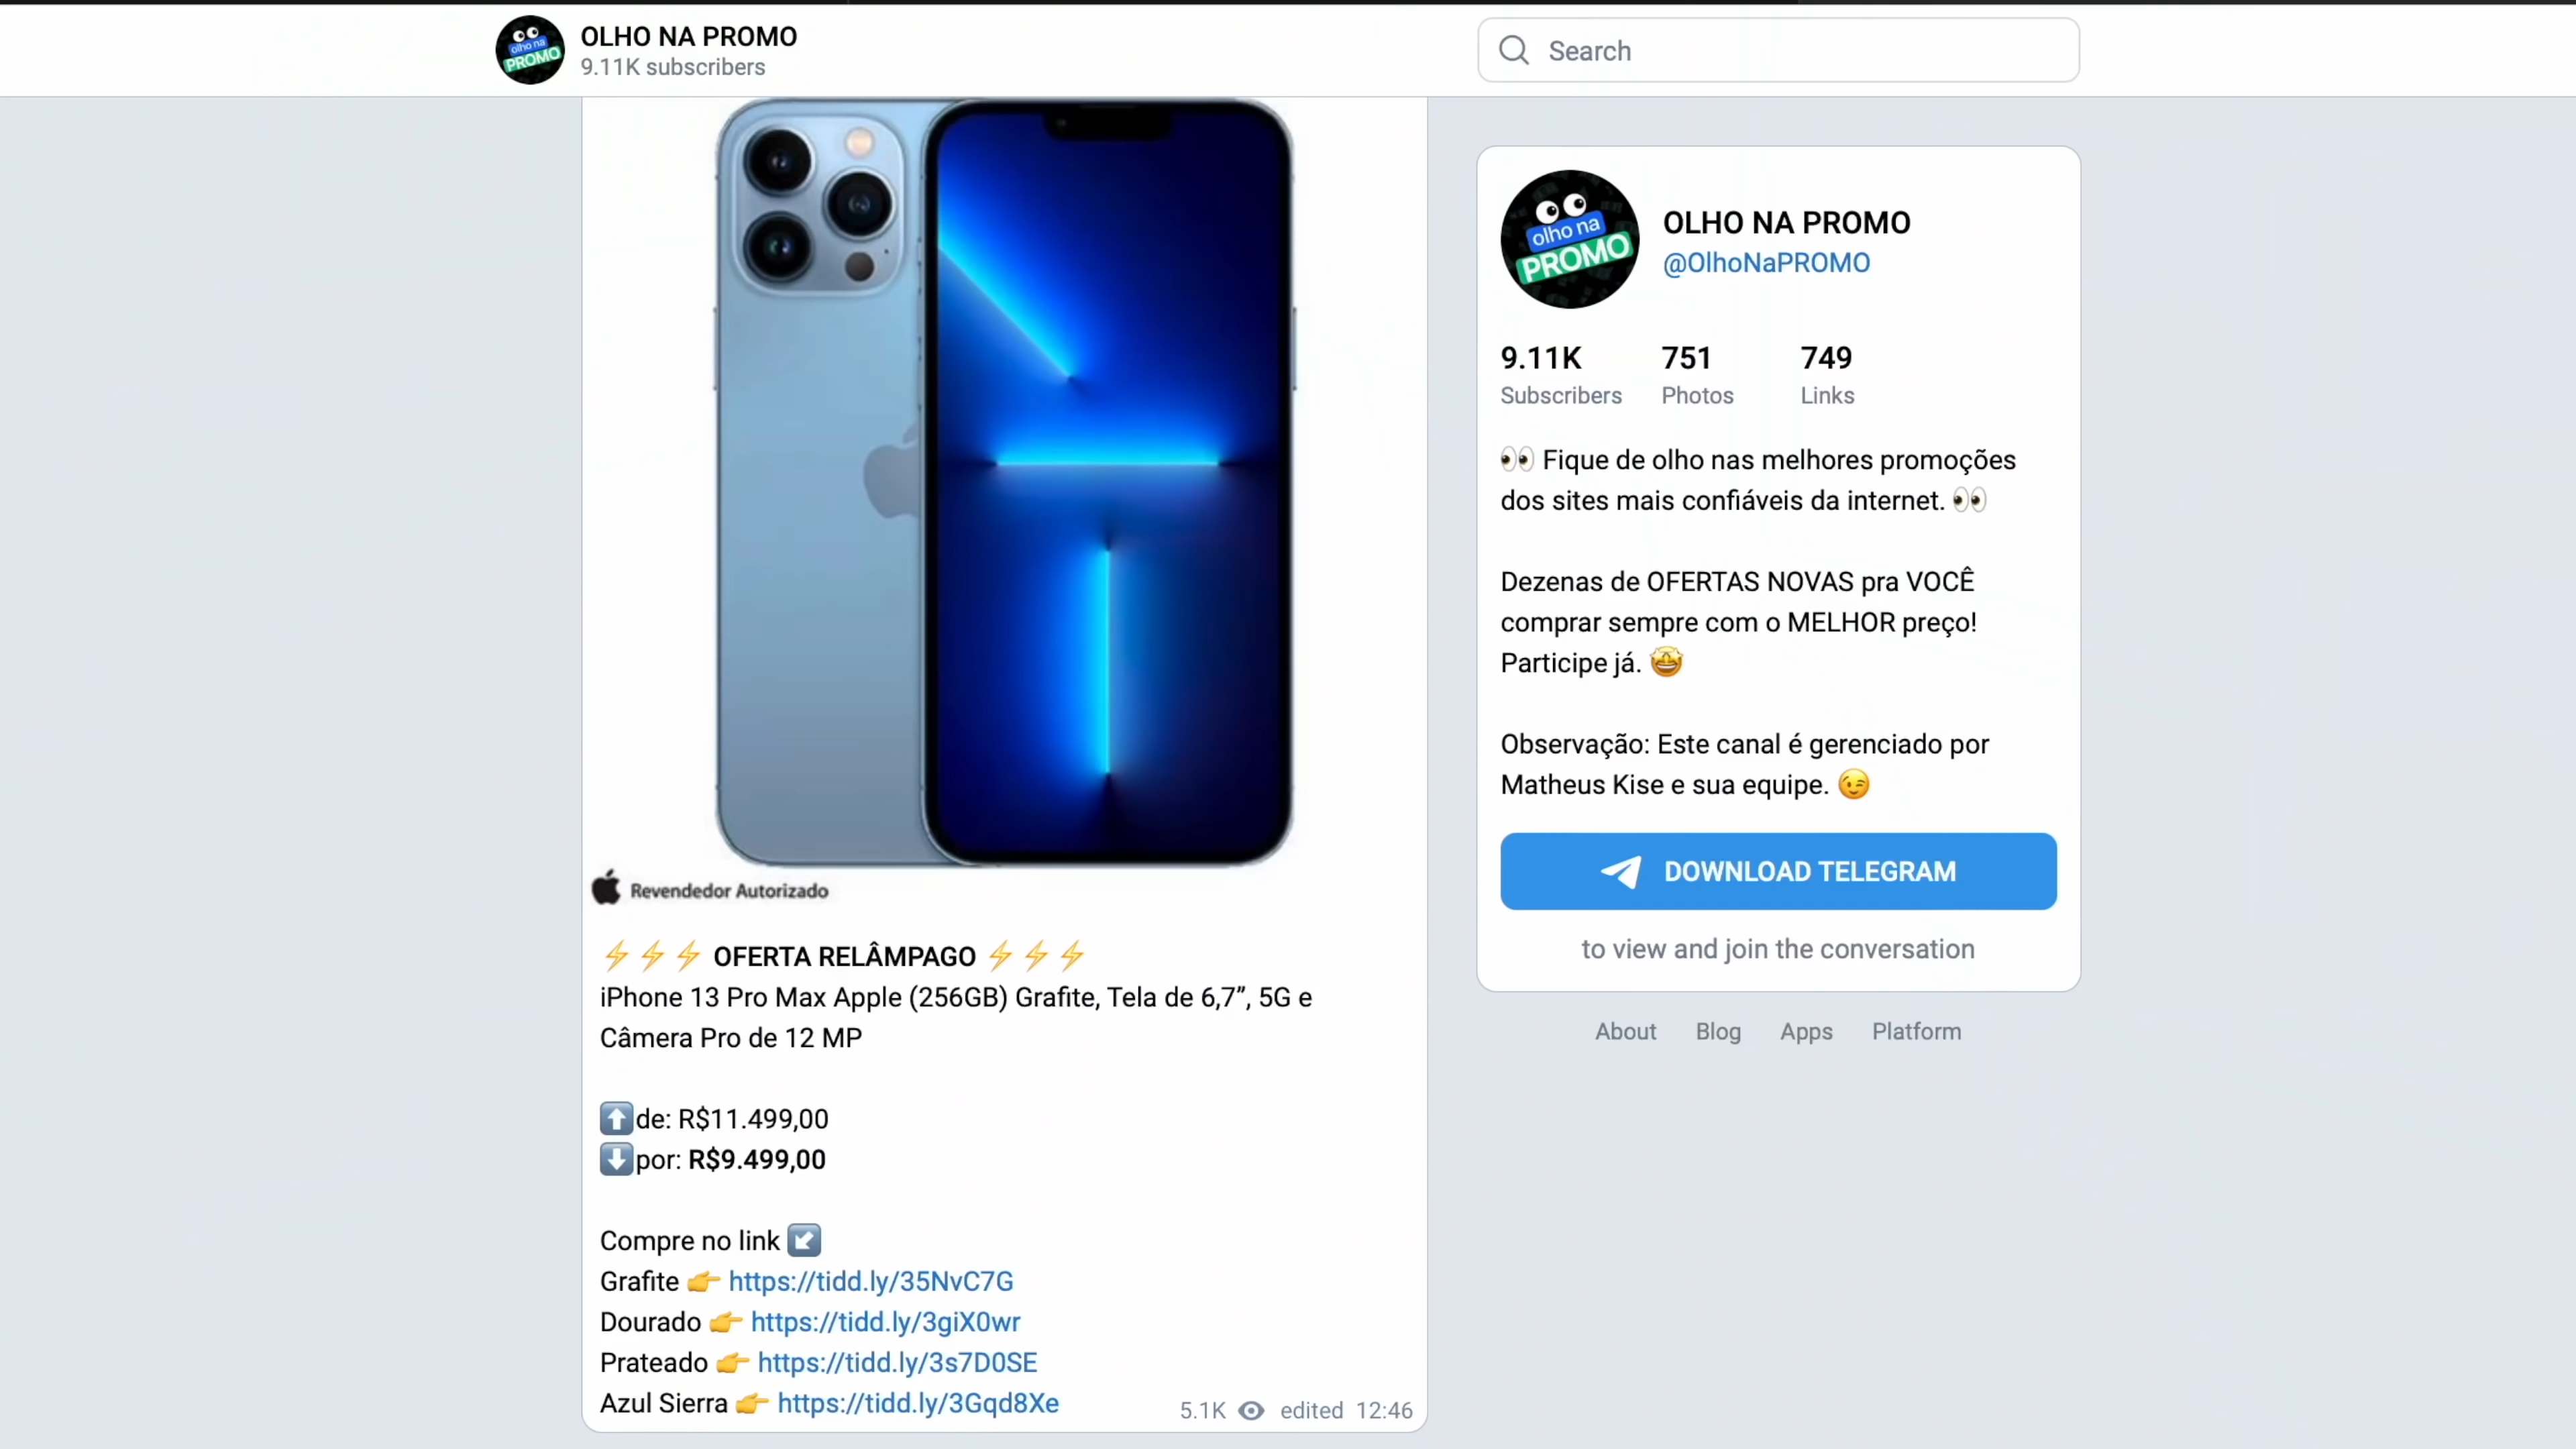 olho na
PROMO
OLHO NA PROMO
9.11K subscribers
Search
Revendedor Autorizado
⚡⚡⚡ OFERTA RELÂMPAGO ⚡⚡⚡
iPhone 13 Pro Max Apple (256GB) Grafite, Tela de 6,7”, 5G e
Câmera Pro de 12 MP
⬆️de: R$11.499,00
⬇️por: R$9.499,00
Compre no link ↙️
Grafite 👉 https://tidd.ly/35NvC7G
Dourado 👉 https://tidd.ly/3giX0wr
Prateado 👉 https://tidd.ly/3s7D0SE
Azul Sierra 👉 https://tidd.ly/3Gqd8Xe
5.1K edited 12:46
olho na
PROMO
OLHO NA PROMO
@OlhoNaPROMO
9.11K 751 749
Subscribers Photos Links
👀 Fique de olho nas melhores promoções
dos sites mais confiáveis da internet. 👀
Dezenas de OFERTAS NOVAS pra VOCÊ
comprar sempre com o MELHOR preço!
Participe já. 🤩
Observação: Este canal é gerenciado por
Matheus Kise e sua equipe. 😉
DOWNLOAD TELEGRAM
to view and join the conversation
About Blog Apps Platform